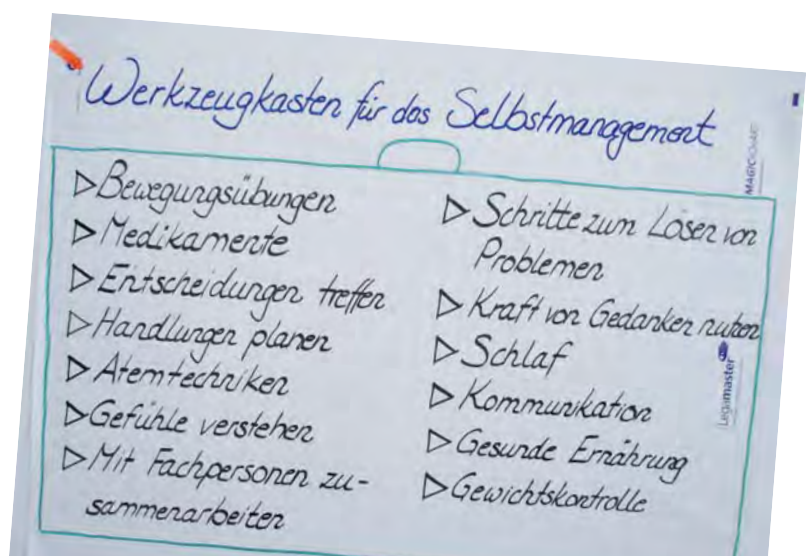 Werkzeugkasten für das Selbstmanagement
▷ Bewegungsübungen
▷ Medikamente
▷ Entscheidungen treffen
▷ Handlungen planen
▷ Atemtechniken
▷ Gefühle verstehen
▷ Mit Fachpersonen zu-
sammenarbeiten
▷ Schritte zum Lösen von
Problemen
▷ Kraft von Gedanken nutzen
▷ Schlaf
▷ Kommunikation
▷ Gesunde Ernährung
▷ Gewichtskontrolle
Legamaster